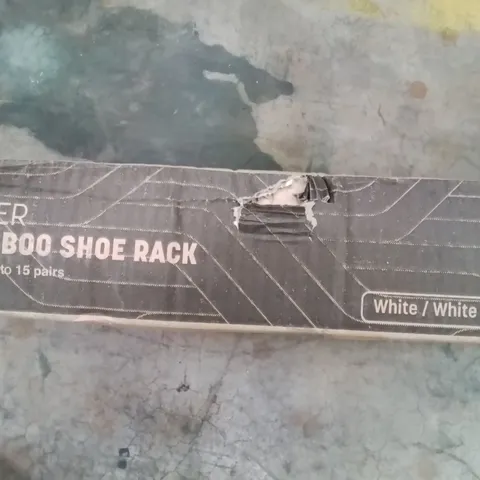 ER
BOO SHOE RACK
to 15 pairs
White / White